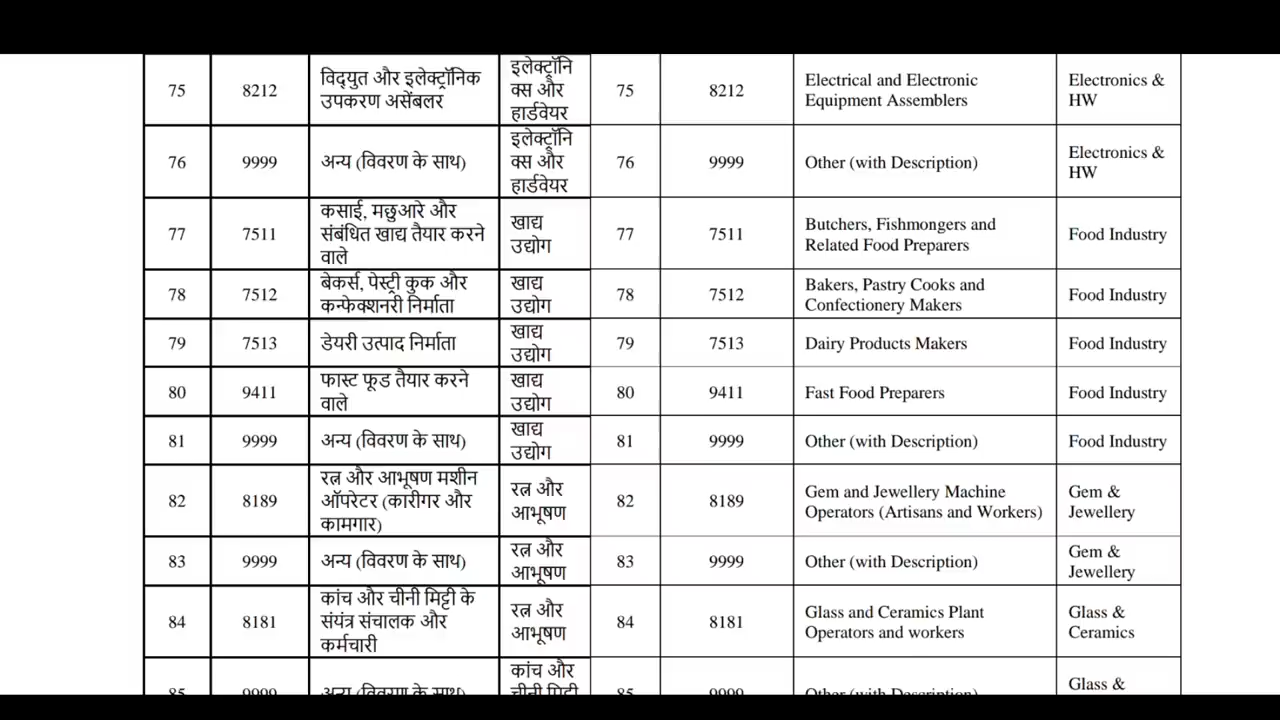 75 8212 विद्युत और इलेक्ट्रॉनिक उपकरण असेंबलर इलेक्ट्रॉनिक्स और हार्डवेयर 75 8212 Electrical and Electronic Equipment Assemblers Electronics & HW
76 9999 अन्य (विवरण के साथ) इलेक्ट्रॉनिक्स और हार्डवेयर 76 9999 Other (with Description) Electronics & HW
77 7511 कसाई, मछुआरे और संबंधित खाद्य तैयार करने वाले खाद्य उद्योग 77 7511 Butchers, Fishmongers and Related Food Preparers Food Industry
78 7512 बेकर्स, पेस्ट्री कुक और कन्फेक्शनरी निर्माता खाद्य उद्योग 78 7512 Bakers, Pastry Cooks and Confectionery Makers Food Industry
79 7513 डेयरी उत्पाद निर्माता खाद्य उद्योग 79 7513 Dairy Products Makers Food Industry
80 9411 फास्ट फूड तैयार करने वाले खाद्य उद्योग 80 9411 Fast Food Preparers Food Industry
81 9999 अन्य (विवरण के साथ) खाद्य उद्योग 81 9999 Other (with Description) Food Industry
82 8189 रत्न और आभूषण मशीन ऑपरेटर (कारीगर और कामगार) रत्न और आभूषण 82 8189 Gem and Jewellery Machine Operators (Artisans and Workers) Gem & Jewellery
83 9999 अन्य (विवरण के साथ) रत्न और आभूषण 83 9999 Other (with Description) Gem & Jewellery
84 8181 कांच और चीनी मिट्टी के संयंत्र संचालक और कर्मचारी रत्न और आभूषण 84 8181 Glass and Ceramics Plant Operators and workers Glass & Ceramics
85 9999 अन्य (विवरण के साथ) कांच और चीनी मिट्टी 85 9999 Other (with Description) Glass &